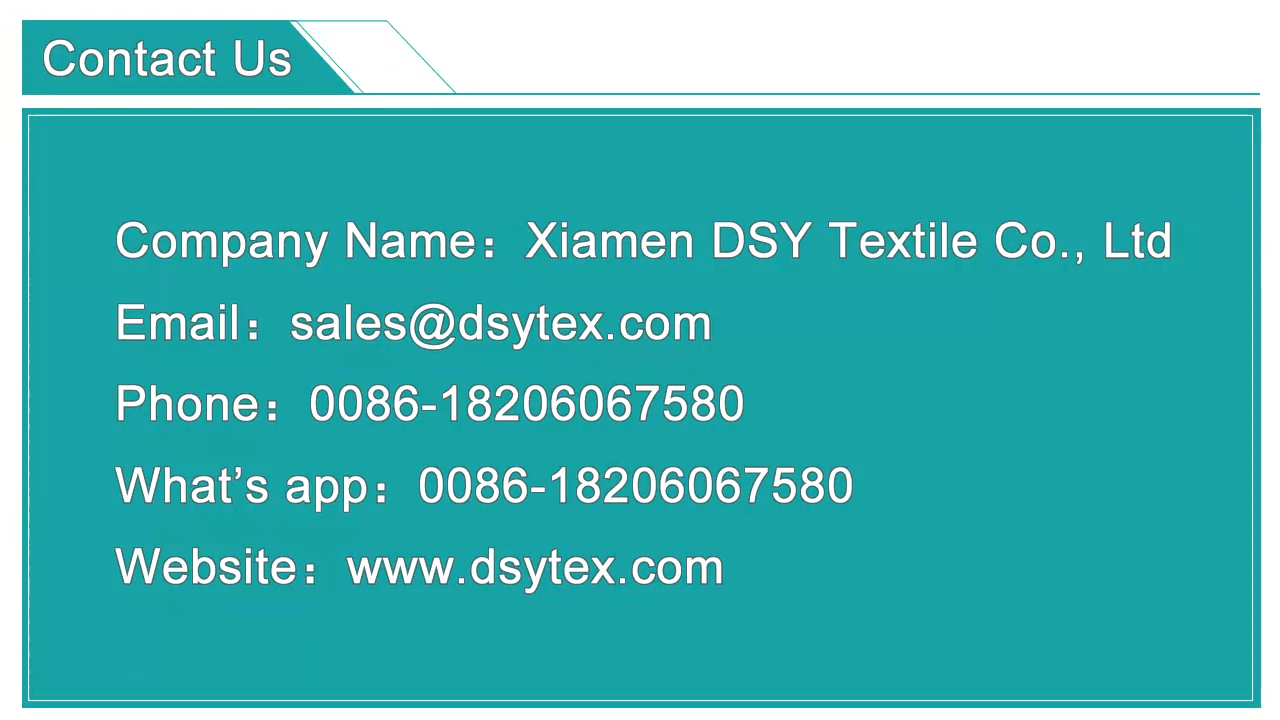 Contact Us
Company Name：Xiamen DSY Textile Co., Ltd
Email：sales@dsytex.com
Phone：0086-18206067580
What’s app：0086-18206067580
Website：www.dsytex.com